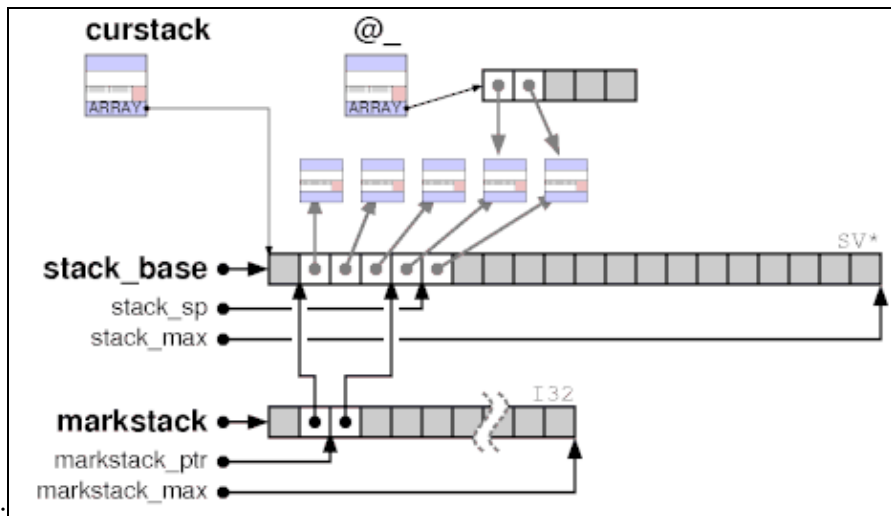 curstack @_
ARRAY ARRAY
SV*
stack_base
stack_sp
stack_max
I32
markstack
markstack_ptr
markstack_max
.